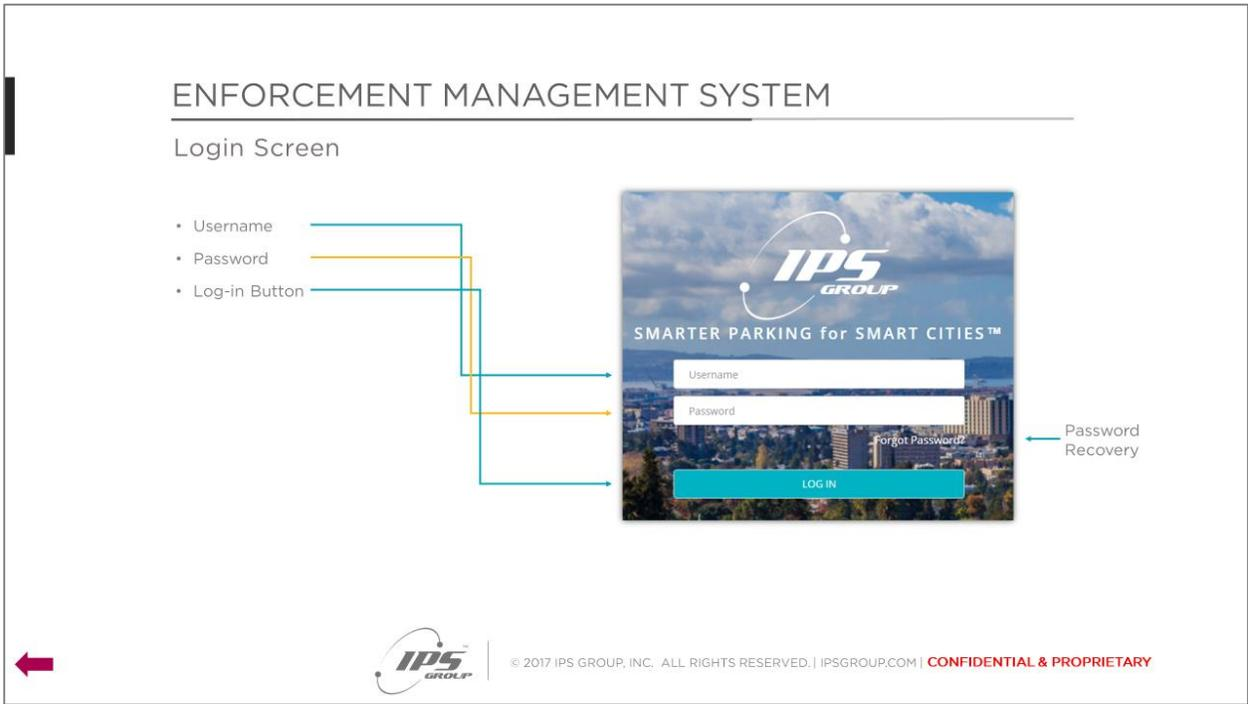 ENFORCEMENT MANAGEMENT SYSTEM
Login Screen
• Username
• Password
• Log-in Button
IPS
GROUP
SMARTER PARKING for SMART CITIES™
Username
Password
Forgot Password?
LOG IN
Password
Recovery
IPS™
GROUP
© 2017 IPS GROUP, INC. ALL RIGHTS RESERVED. | IPSGROUP.COM | CONFIDENTIAL & PROPRIETARY